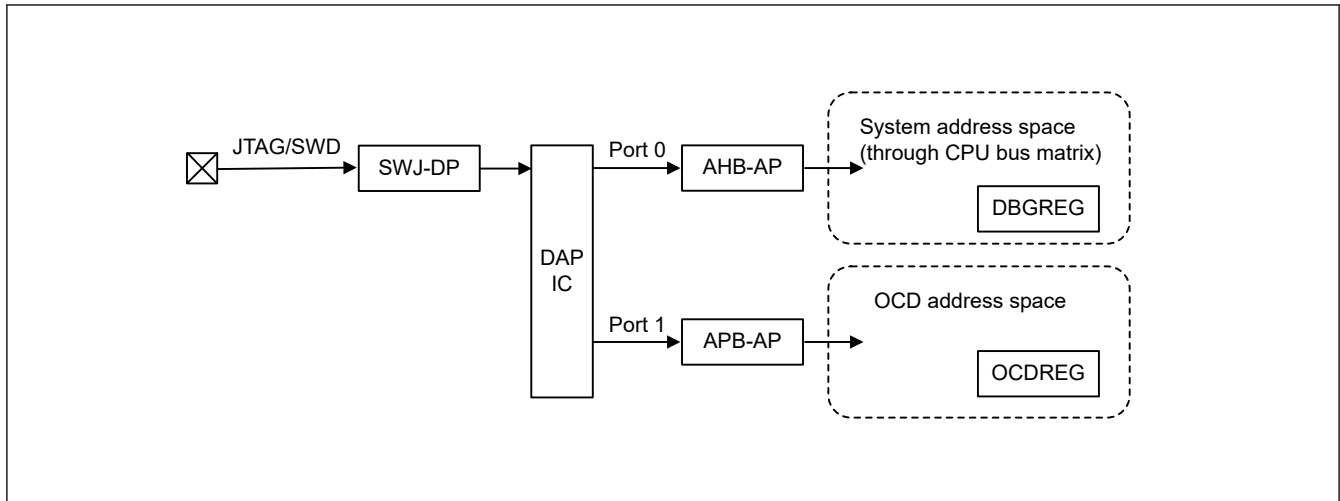 JTAG/SWD
SWJ-DP
DAP
IC
Port 0
AHB-AP
System address space
(through CPU bus matrix)
DBGREG
Port 1
APB-AP
OCD address space
OCDREG